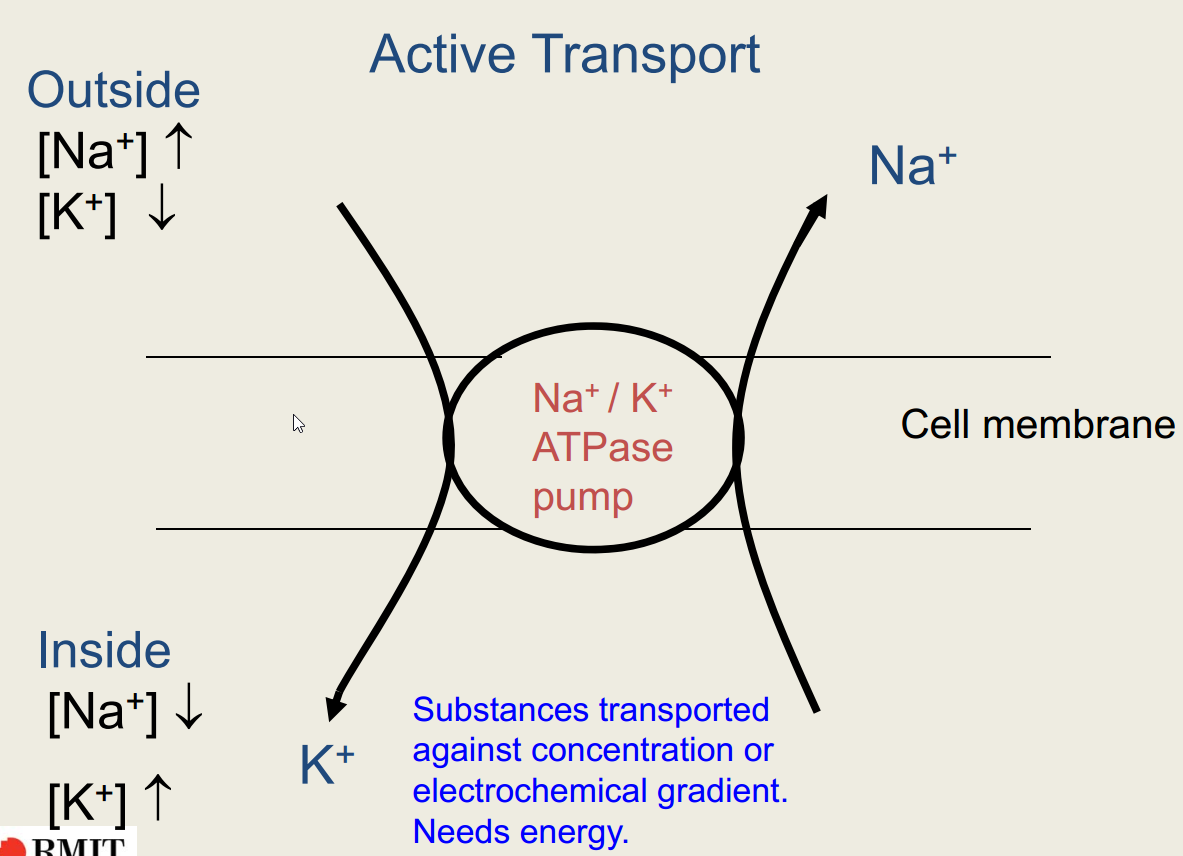 Active Transport
Outside
[Na⁺] ↑
[K⁺] ↓
Na⁺
Na⁺ / K⁺
ATPase
pump
Cell membrane
Inside
[Na⁺] ↓
[K⁺] ↑
K⁺
Substances transported
against concentration or
electrochemical gradient.
Needs energy.
RMIT